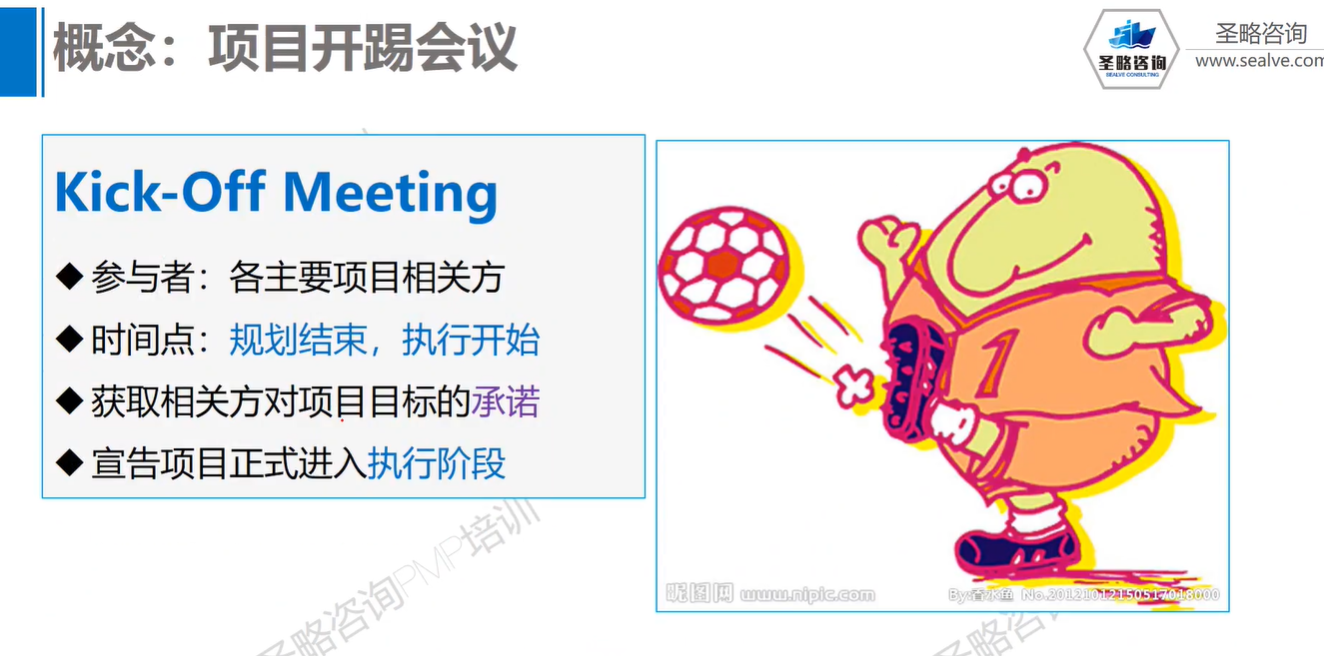 概念：项目开踢会议
圣略咨询
SEALVE CONSULTING
圣略咨询
www.sealve.com
Kick-Off Meeting
◆参与者：各主要项目相关方
◆时间点：规划结束，执行开始
◆获取相关方对项目目标的承诺
◆宣告项目正式进入执行阶段
1
昵图网 www.nipic.com
By:香水鱼 No.20121012150517018000
圣略咨询PMP培训
圣略咨